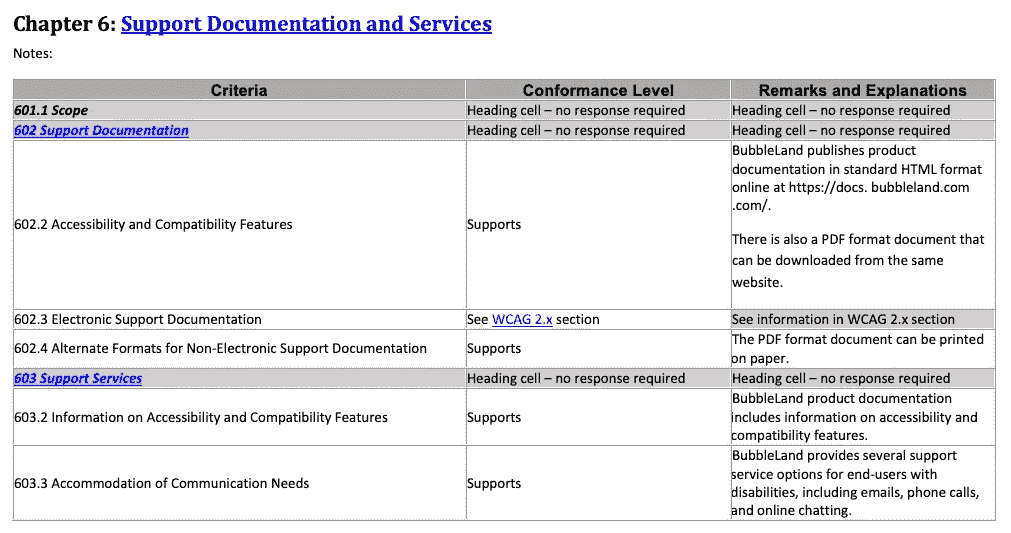 Chapter 6: Support Documentation and Services
Notes:
Criteria Conformance Level Remarks and Explanations
601.1 Scope Heading cell – no response required Heading cell – no response required
602 Support Documentation Heading cell – no response required Heading cell – no response required
602.2 Accessibility and Compatibility Features
Supports
BubbleLand publishes product
documentation in standard HTML format
online at https://docs. bubbleland.com
.com/.
There is also a PDF format document that
can be downloaded from the same
website.
602.3 Electronic Support Documentation See WCAG 2.x section See information in WCAG 2.x section
602.4 Alternate Formats for Non-Electronic Support Documentation
Supports
The PDF format document can be printed
on paper.
603 Support Services Heading cell – no response required Heading cell – no response required
603.2 Information on Accessibility and Compatibility Features
Supports
BubbleLand product documentation
includes information on accessibility and
compatibility features.
603.3 Accommodation of Communication Needs
Supports
BubbleLand provides several support
service options for end-users with
disabilities, including emails, phone calls,
and online chatting.